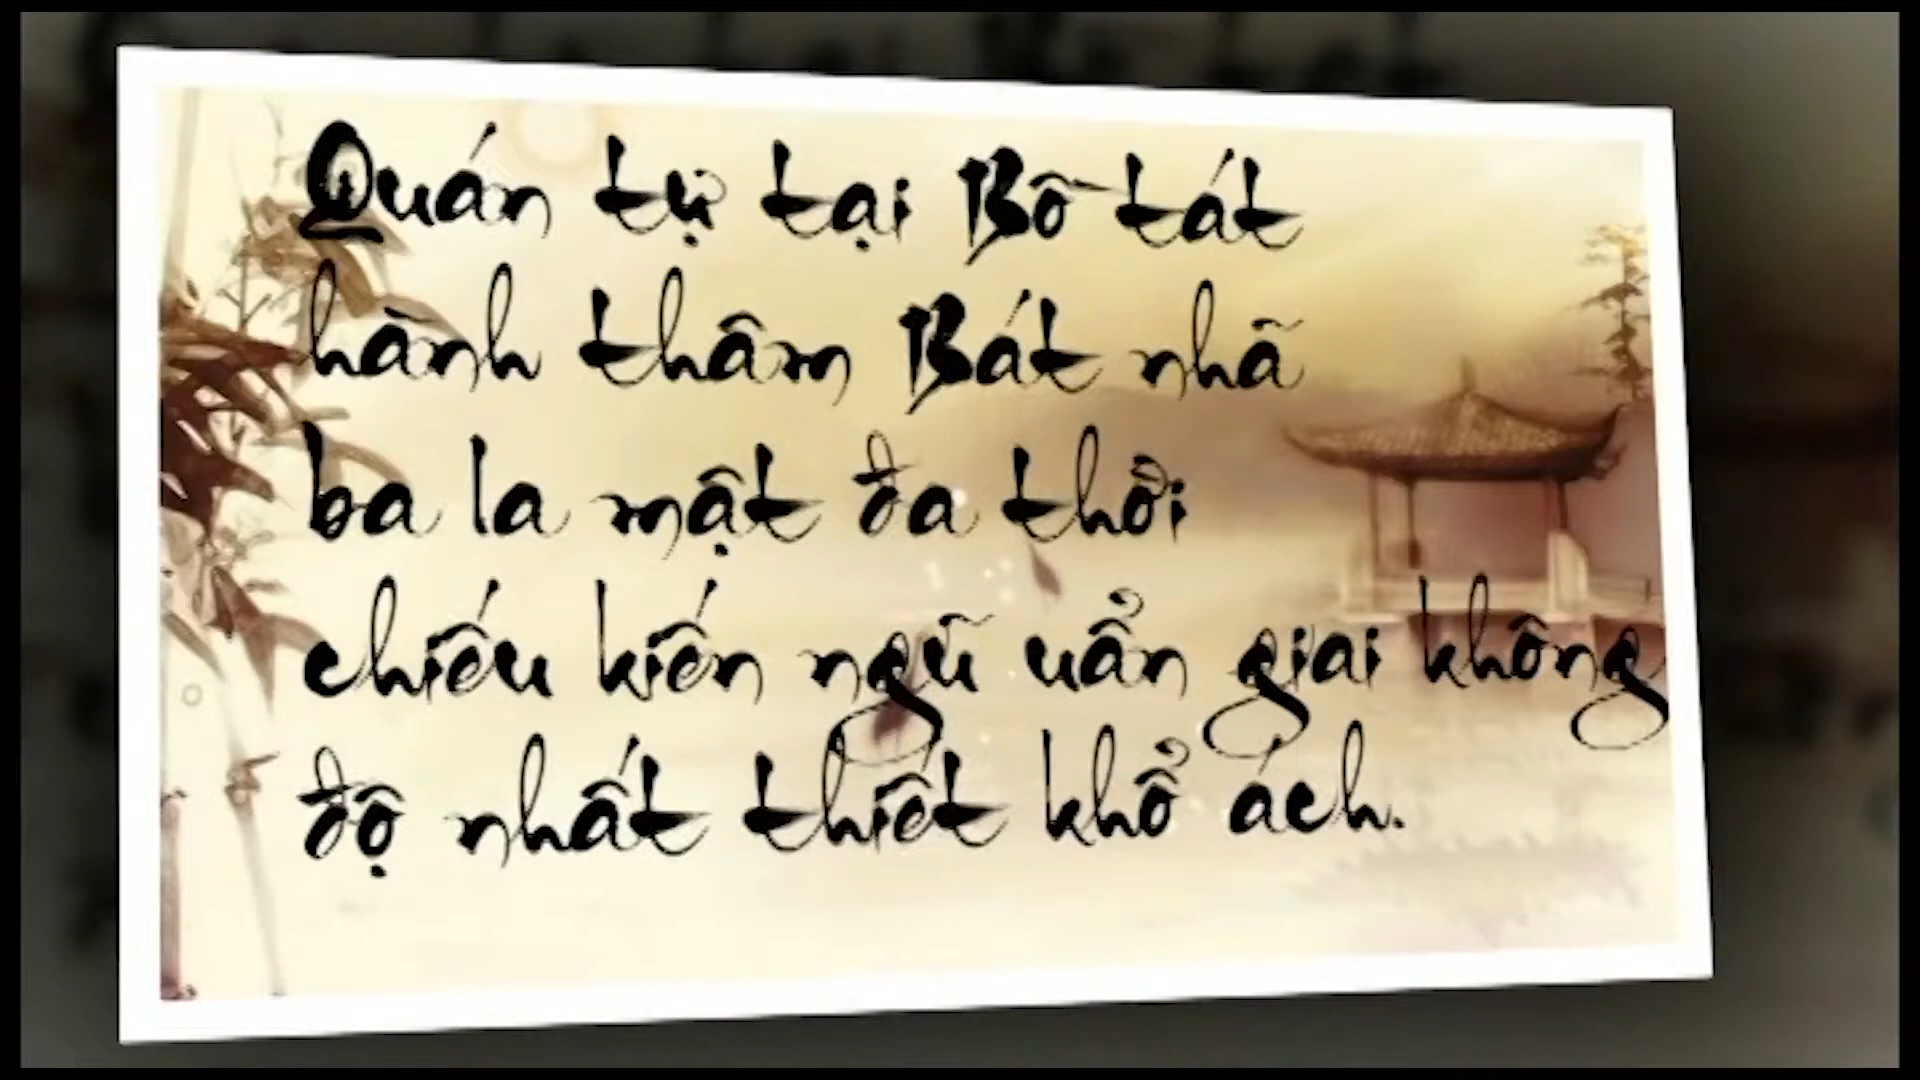 Quán tự tại Bồ tát
hành thâm Bát nhã
ba la mật đa thời
chiếu kiến ngũ uẩn giai không
độ nhất thiết khổ ách.